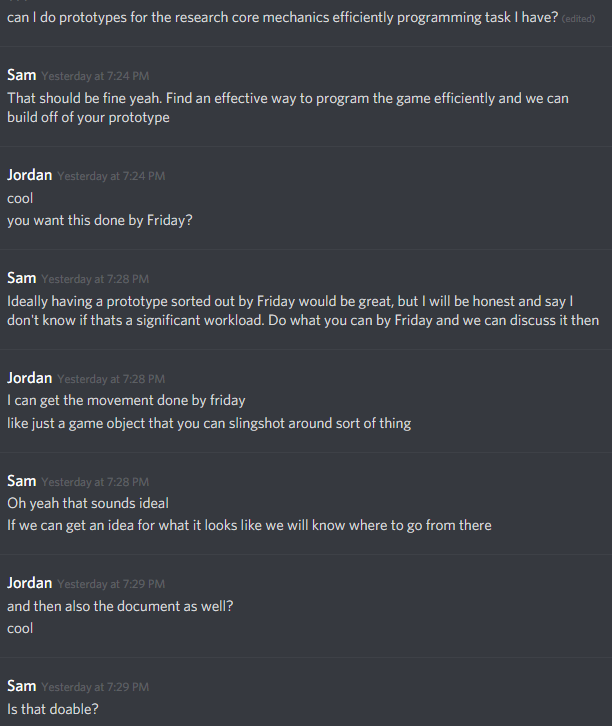 can I do prototypes for the research core mechanics efficiently programming task I have? (edited)
Sam Yesterday at 7:24 PM
That should be fine yeah. Find an effective way to program the game efficiently and we can
build off of your prototype
Jordan Yesterday at 7:24 PM
cool
you want this done by Friday?
Sam Yesterday at 7:28 PM
Ideally having a prototype sorted out by Friday would be great, but I will be honest and say I
don't know if thats a significant workload. Do what you can by Friday and we can discuss it then
Jordan Yesterday at 7:28 PM
I can get the movement done by friday
like just a game object that you can slingshot around sort of thing
Sam Yesterday at 7:28 PM
Oh yeah that sounds ideal
If we can get an idea for what it looks like we will know where to go from there
Jordan Yesterday at 7:29 PM
and then also the document as well?
cool
Sam Yesterday at 7:29 PM
Is that doable?